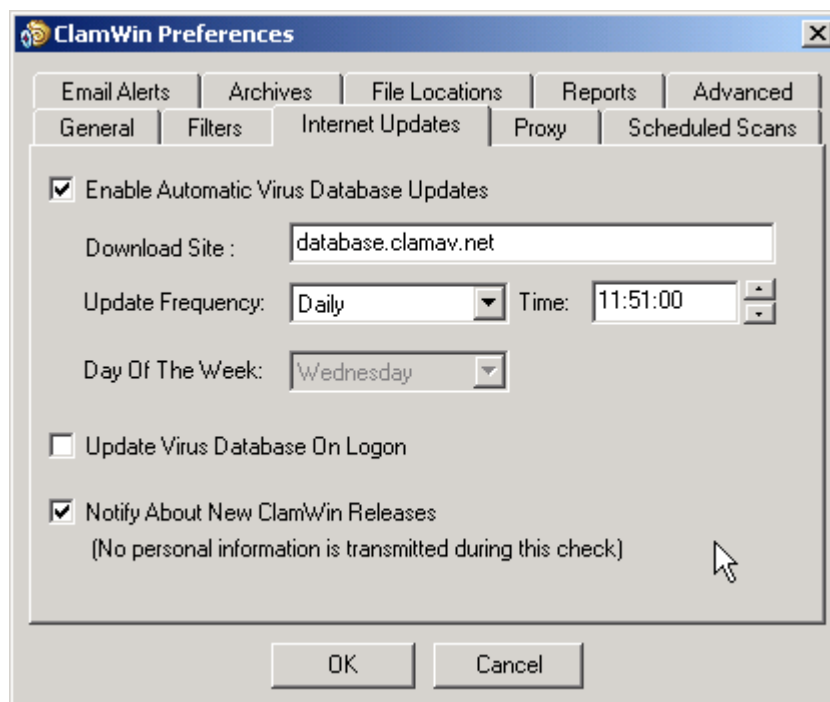 ClamWin Preferences
Email Alerts Archives File Locations Reports Advanced
General Filters Internet Updates Proxy Scheduled Scans
Enable Automatic Virus Database Updates
Download Site : database.clamav.net
Update Frequency: Daily Time: 11:51:00
Day Of The Week: Wednesday
Update Virus Database On Logon
Notify About New ClamWin Releases
(No personal information is transmitted during this check)
OK Cancel